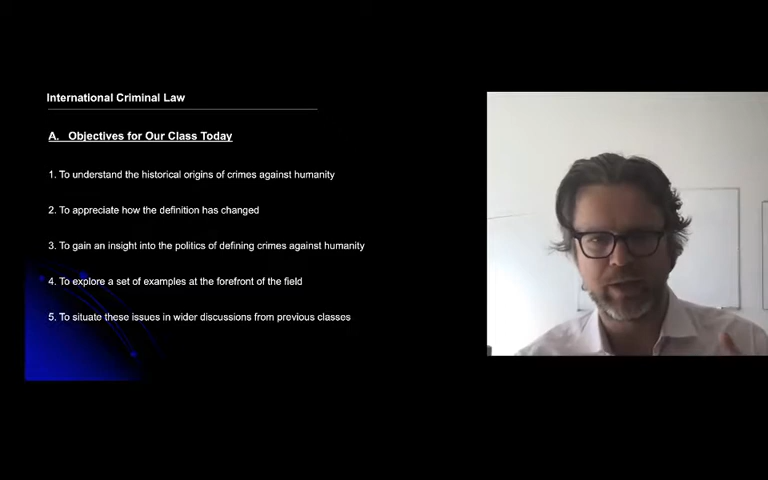 International Criminal Law
A. Objectives for Our Class Today
1. To understand the historical origins of crimes against humanity
2. To appreciate how the definition has changed
3. To gain an insight into the politics of defining crimes against humanity
4. To explore a set of examples at the forefront of the field
5. To situate these issues in wider discussions from previous classes